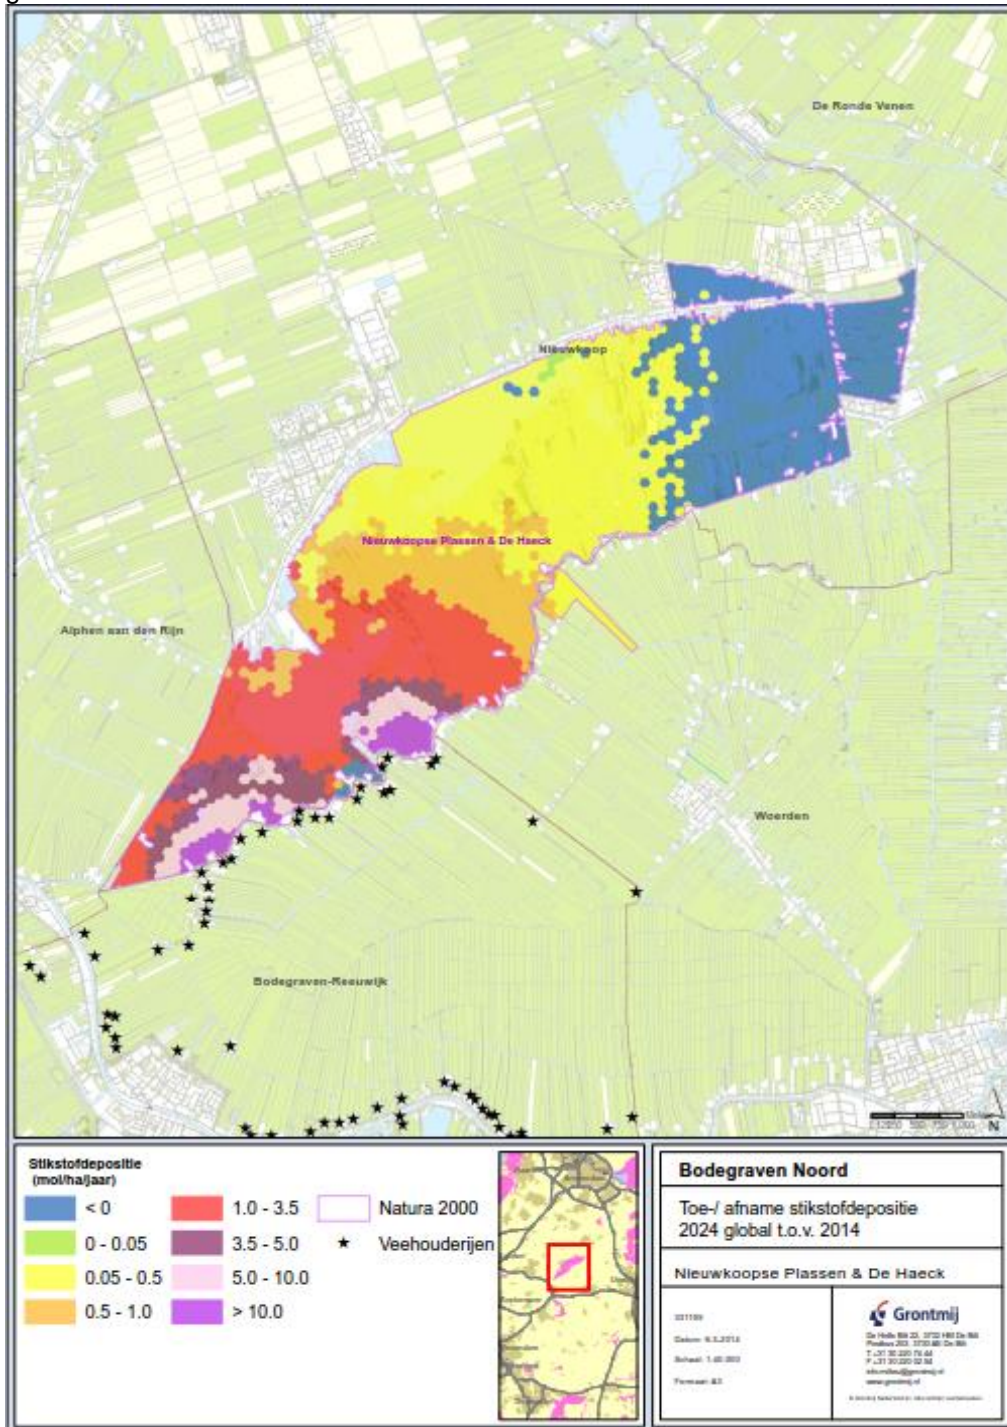 De Ronde Venen
Nieuwkoop
Nieuwkoopse Plassen & De Haeck
Alphen aan den Rijn
Woerden
Bodegraven-Reeuwijk
N
Stikstofdepositie
(mol/ha/jaar)
< 0
0 - 0.05
0.05 - 0.5
0.5 - 1.0
1.0 - 3.5
3.5 - 5.0
5.0 - 10.0
> 10.0
Natura 2000
Veehouderijen
Bodegraven Noord
Toe-/ afname stikstofdepositie
2024 global t.o.v. 2014
Nieuwkoopse Plassen & De Haeck
Formaat: A3
Grontmij